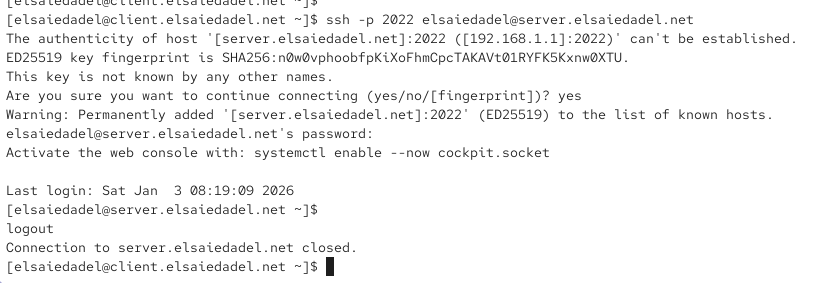 [elsaiedadel@client.elsaiedadel.net ~]$
[elsaiedadel@client.elsaiedadel.net ~]$ ssh -p 2022 elsaiedadel@server.elsaiedadel.net
The authenticity of host '[server.elsaiedadel.net]:2022 ([192.168.1.1]:2022)' can't be established.
ED25519 key fingerprint is SHA256:n0w0vphoobfpKiXoFhmCpcTAKAVt01RYFK5Kxnw0XTU.
This key is not known by any other names.
Are you sure you want to continue connecting (yes/no/[fingerprint])? yes
Warning: Permanently added '[server.elsaiedadel.net]:2022' (ED25519) to the list of known hosts.
elsaiedadel@server.elsaiedadel.net's password:
Activate the web console with: systemctl enable --now cockpit.socket
Last login: Sat Jan  3 08:19:09 2026
[elsaiedadel@server.elsaiedadel.net ~]$
logout
Connection to server.elsaiedadel.net closed.
[elsaiedadel@client.elsaiedadel.net ~]$